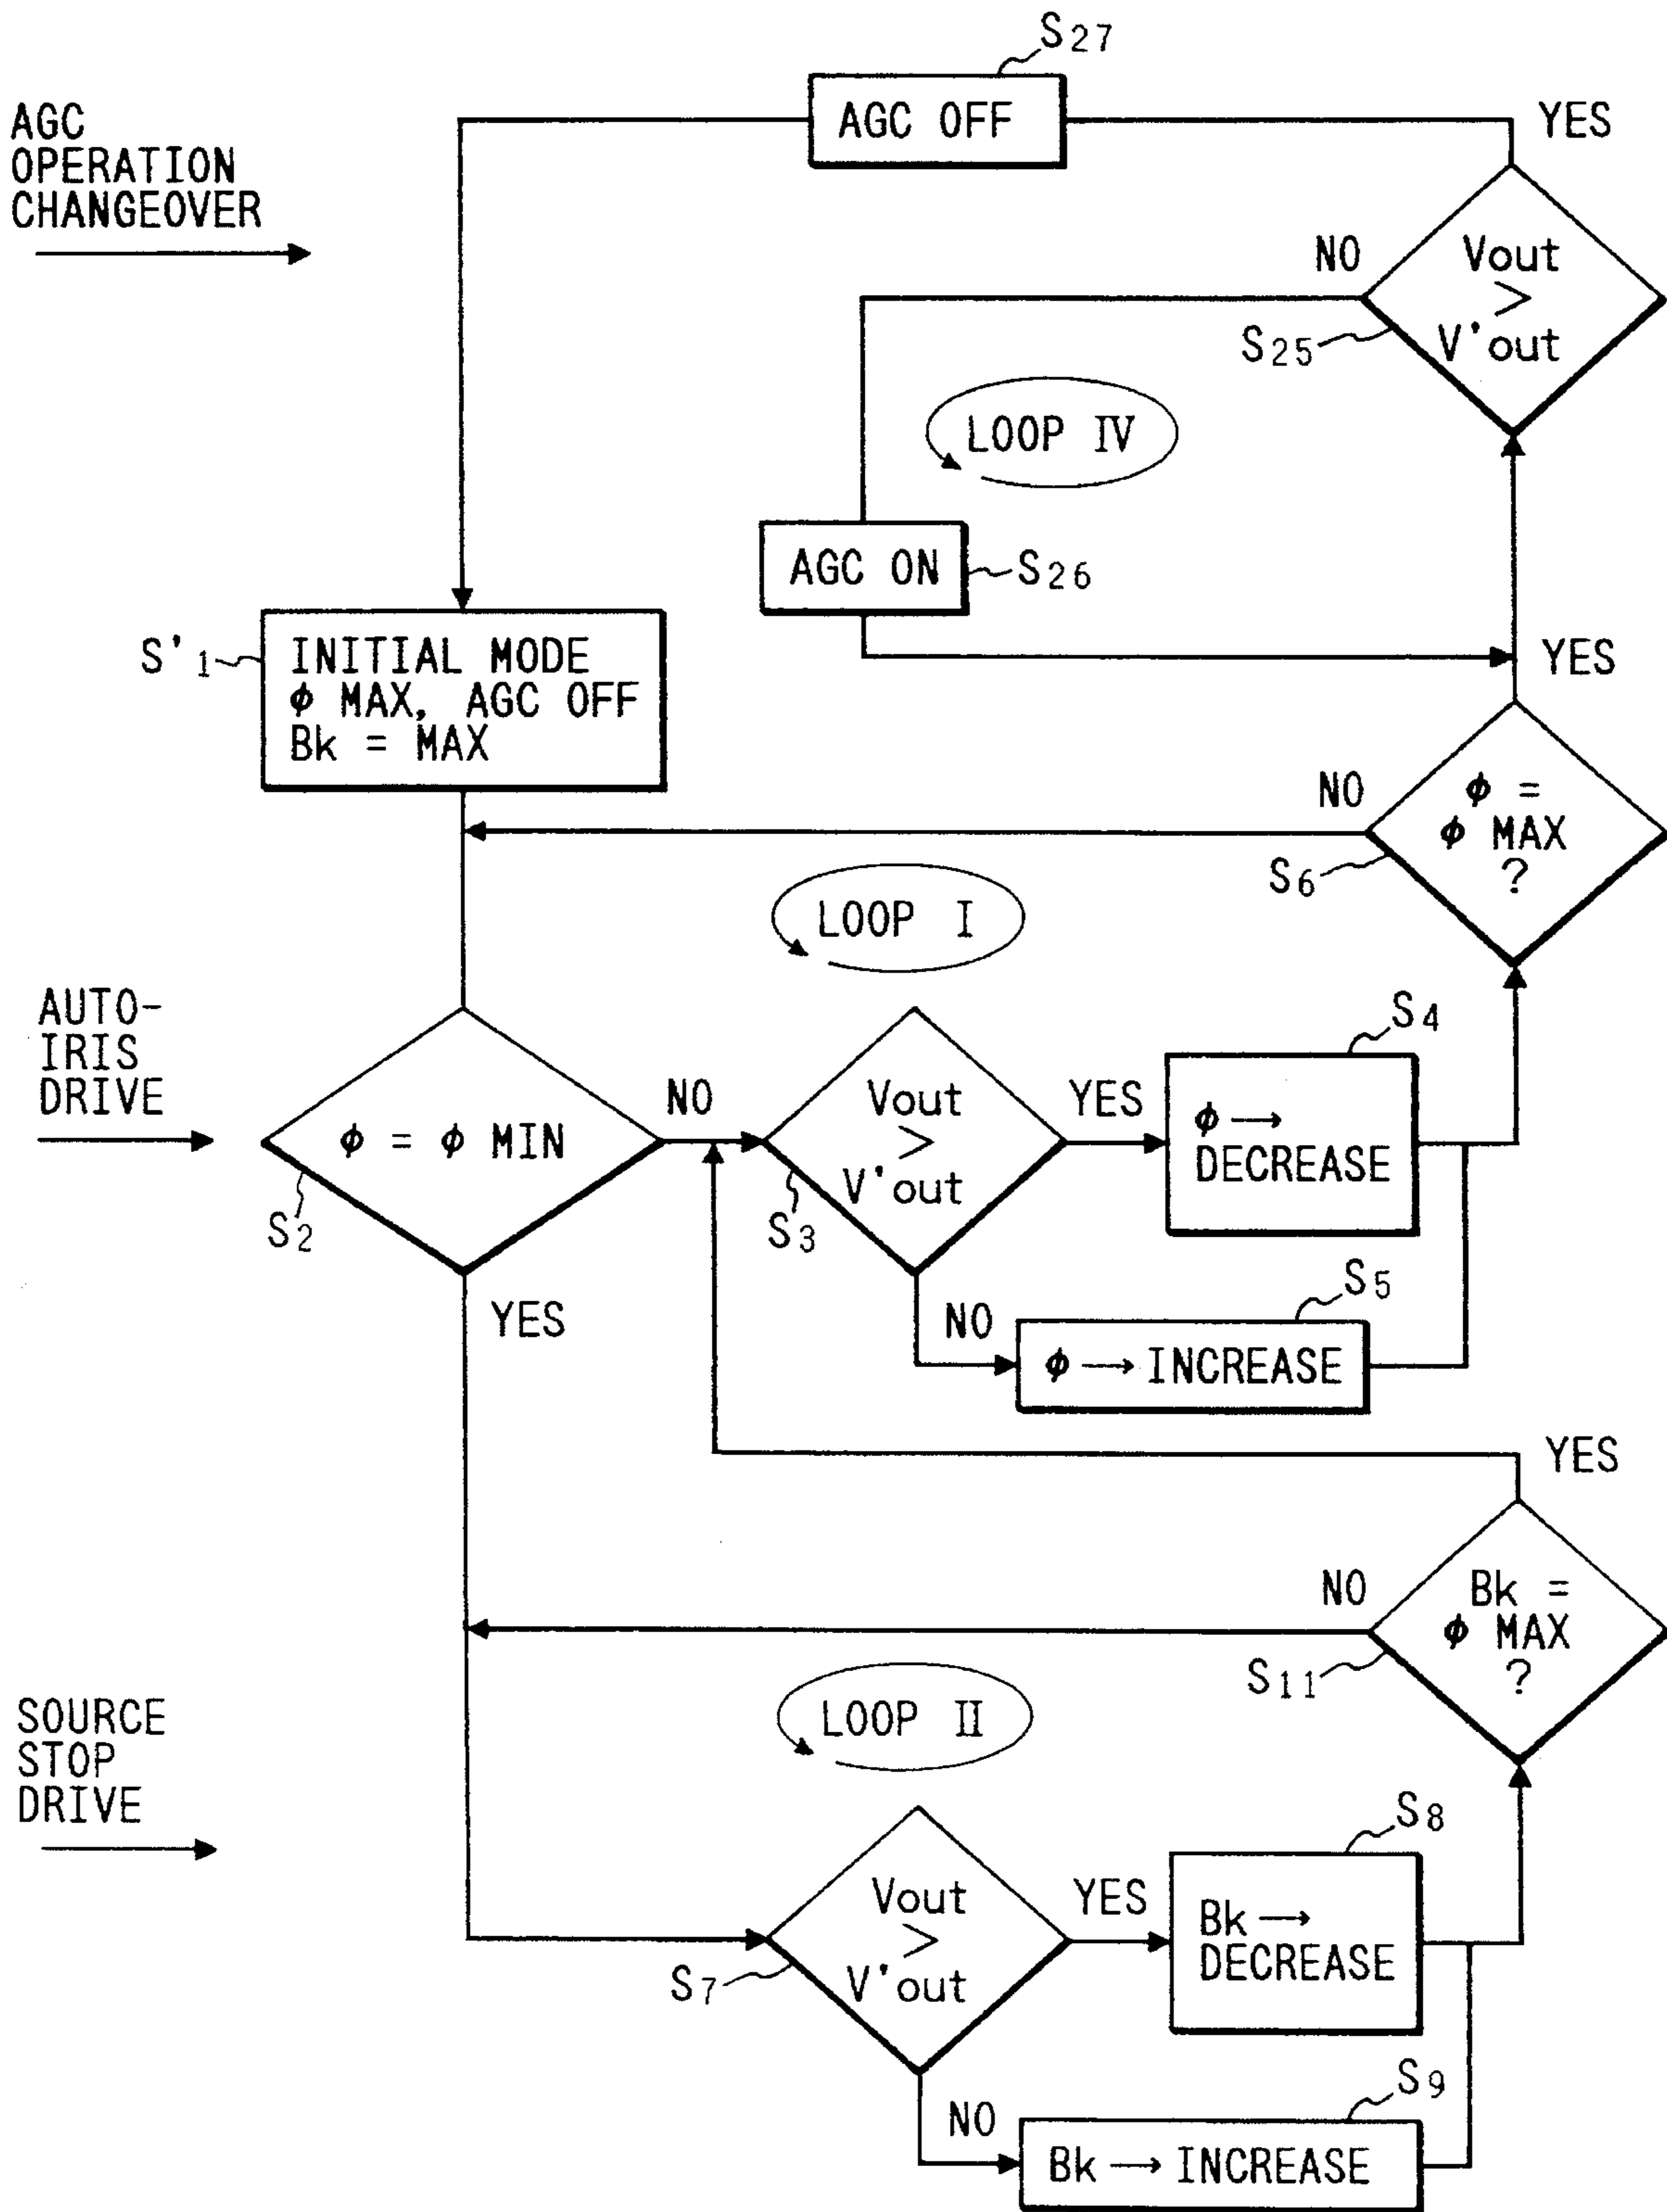 S27
AGC OFF
YES
AGC
OPERATION
CHANGEOVER
NO
Vout
>
V'out
S25
LOOP IV
AGC ON
S26
S'1
INITIAL MODE
ϕ MAX, AGC OFF
Bk = MAX
YES
NO
ϕ =
ϕ MAX
?
S6
LOOP I
AUTO-
IRIS
DRIVE
ϕ = ϕ MIN
S2
NO
Vout
>
V'out
S3
YES
S4
ϕ →
DECREASE
YES
NO
S5
ϕ → INCREASE
YES
NO
Bk =
ϕ MAX
?
S11
LOOP II
SOURCE
STOP
DRIVE
Vout
>
V'out
S7
YES
S8
Bk →
DECREASE
NO
S9
Bk → INCREASE